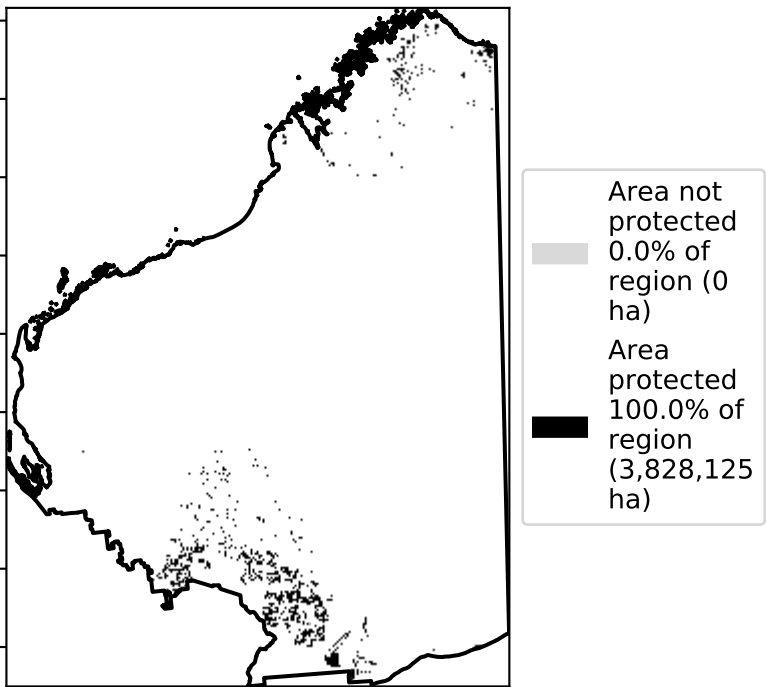 Area not
protected
0.0% of
region (0
ha)
Area
protected
100.0% of
region
(3,828,125
ha)